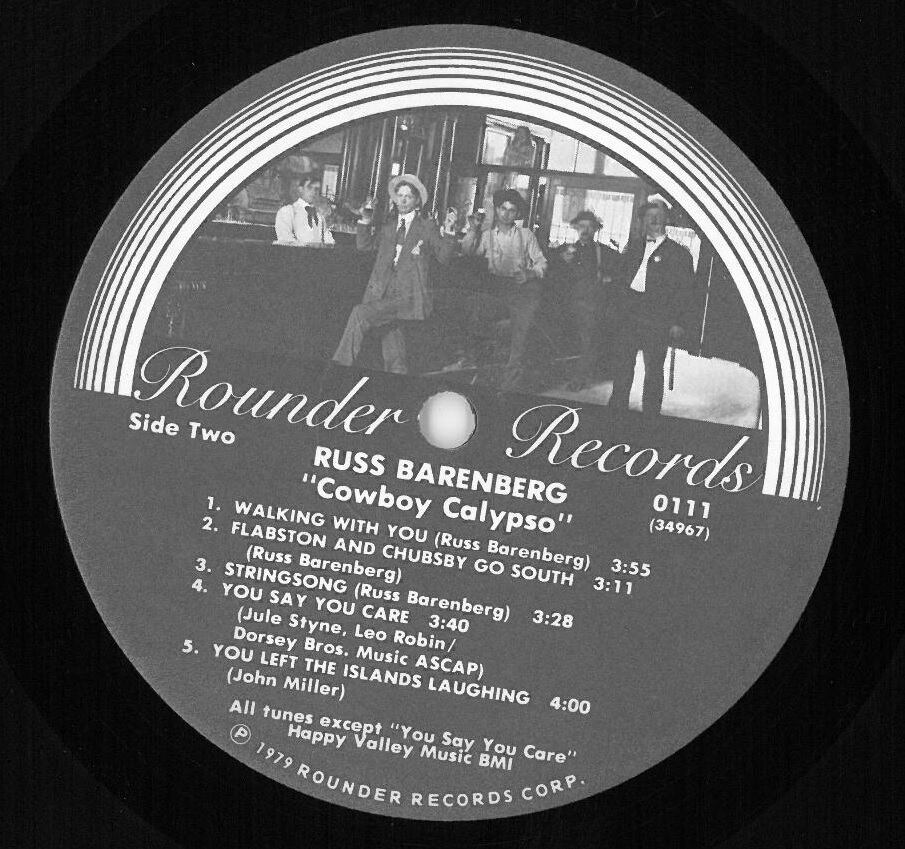 Rounder Records
Side Two
RUSS BARENBERG
"Cowboy Calypso"
0111
(34967)
1. WALKING WITH YOU (Russ Barenberg) 3:55
2. FLABSTON AND CHUBSBY GO SOUTH 3:11
(Russ Barenberg)
3. STRINGSONG (Russ Barenberg) 3:28
4. YOU SAY YOU CARE 3:40
(Jule Styne, Leo Robin/
Dorsey Bros. Music ASCAP)
5. YOU LEFT THE ISLANDS LAUGHING 4:00
(John Miller)
All tunes except "You Say You Care"
Happy Valley Music BMI
Ⓟ 1979 ROUNDER RECORDS CORP.